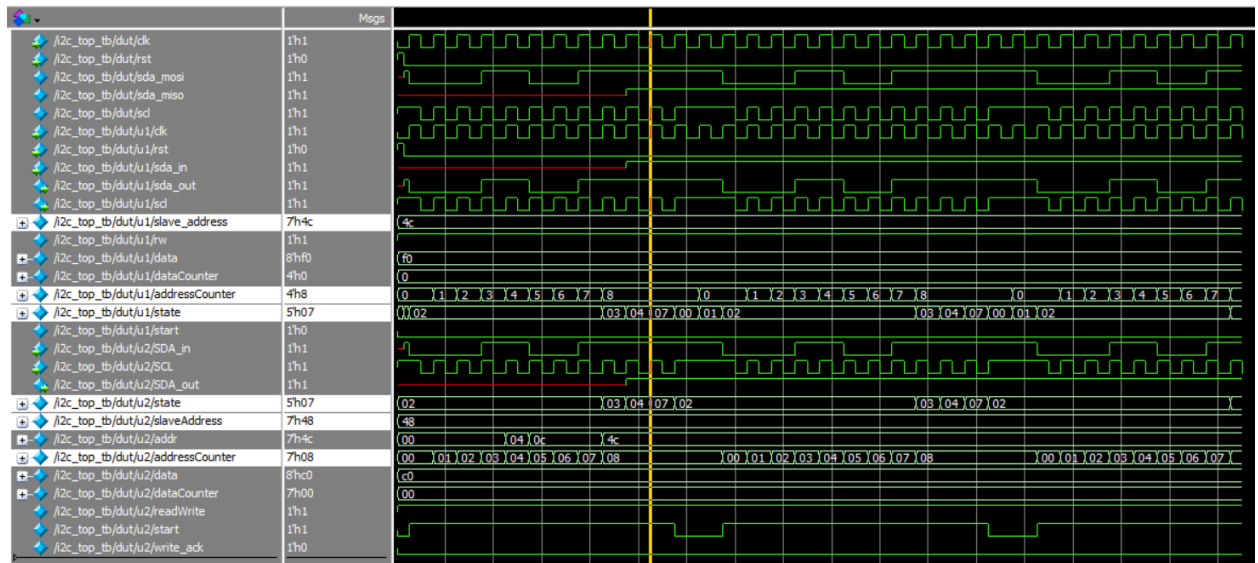 Msgs
/i2c_top_tb/dut/clk 1'h1
/i2c_top_tb/dut/rst 1'h0
/i2c_top_tb/dut/sda_mosi 1'h1
/i2c_top_tb/dut/sda_miso 1'h1
/i2c_top_tb/dut/scl 1'h1
/i2c_top_tb/dut/u1/clk 1'h1
/i2c_top_tb/dut/u1/rst 1'h0
/i2c_top_tb/dut/u1/sda_in 1'h1
/i2c_top_tb/dut/u1/sda_out 1'h1
/i2c_top_tb/dut/u1/scl 1'h1
/i2c_top_tb/dut/u1/slave_address 7'h4c 4c
/i2c_top_tb/dut/u1/rw 1'h1
/i2c_top_tb/dut/u1/data 8'hf0 f0
/i2c_top_tb/dut/u1/dataCounter 4'h0 0
/i2c_top_tb/dut/u1/addressCounter 4'h8 0 1 2 3 4 5 6 7 8 0 1 2 3 4 5 6 7 8 0 1 2 3 4 5 6 7
/i2c_top_tb/dut/u1/state 5'h07 02 03 04 07 00 01 02 03 04 07 00 01 02
/i2c_top_tb/dut/u1/start 1'h0
/i2c_top_tb/dut/u2/SDA_in 1'h1
/i2c_top_tb/dut/u2/SCL 1'h1
/i2c_top_tb/dut/u2/SDA_out 1'h1
/i2c_top_tb/dut/u2/state 5'h07 02 03 04 07 02 03 04 07 02
/i2c_top_tb/dut/u2/slaveAddress 7'h48 48
/i2c_top_tb/dut/u2/addr 7'h4c 00 04 0c 4c
/i2c_top_tb/dut/u2/addressCounter 7'h08 00 01 02 03 04 05 06 07 08 00 01 02 03 04 05 06 07 08 00 01 02 03 04 05 06 07
/i2c_top_tb/dut/u2/data 8'hc0 c0
/i2c_top_tb/dut/u2/dataCounter 7'h00 00
/i2c_top_tb/dut/u2/readWrite 1'h1
/i2c_top_tb/dut/u2/start 1'h1
/i2c_top_tb/dut/u2/write_ack 1'h0